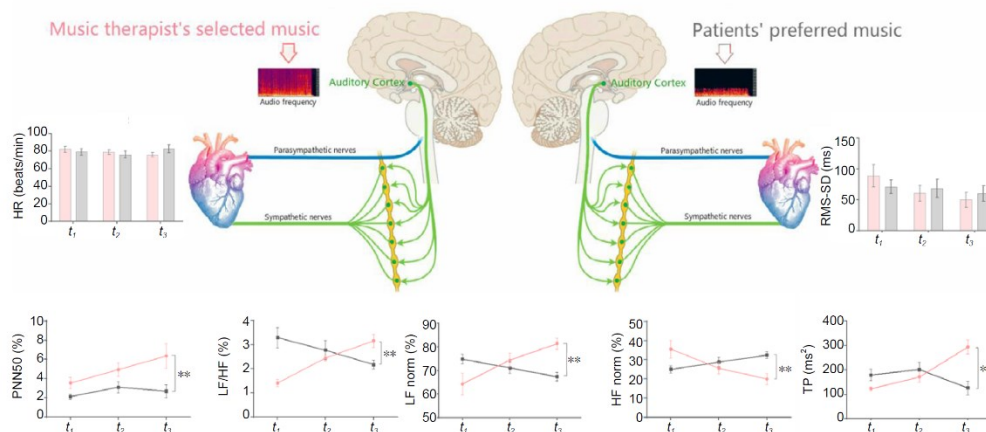 Music therapist's selected music
Patients' preferred music
Auditory Cortex
Audio frequency
Auditory Cortex
Audio frequency
HR (beats/min)
100
80
60
40
20
0
t1 t2 t3
Parasympathetic nerves
Sympathetic nerves
Parasympathetic nerves
Sympathetic nerves
RMS-SD (ms)
150
100
50
0
t1 t2 t3
PNN50 (%)
10
8
6
4
2
0
**
t1 t2 t3
LF/HF (%)
4
3
2
1
0
**
t1 t2 t3
LF norm (%)
90
80
70
60
50
**
t1 t2 t3
HF norm (%)
50
40
30
20
10
0
**
t1 t2 t3
TP (ms²)
400
300
200
100
0
*
t1 t2 t3